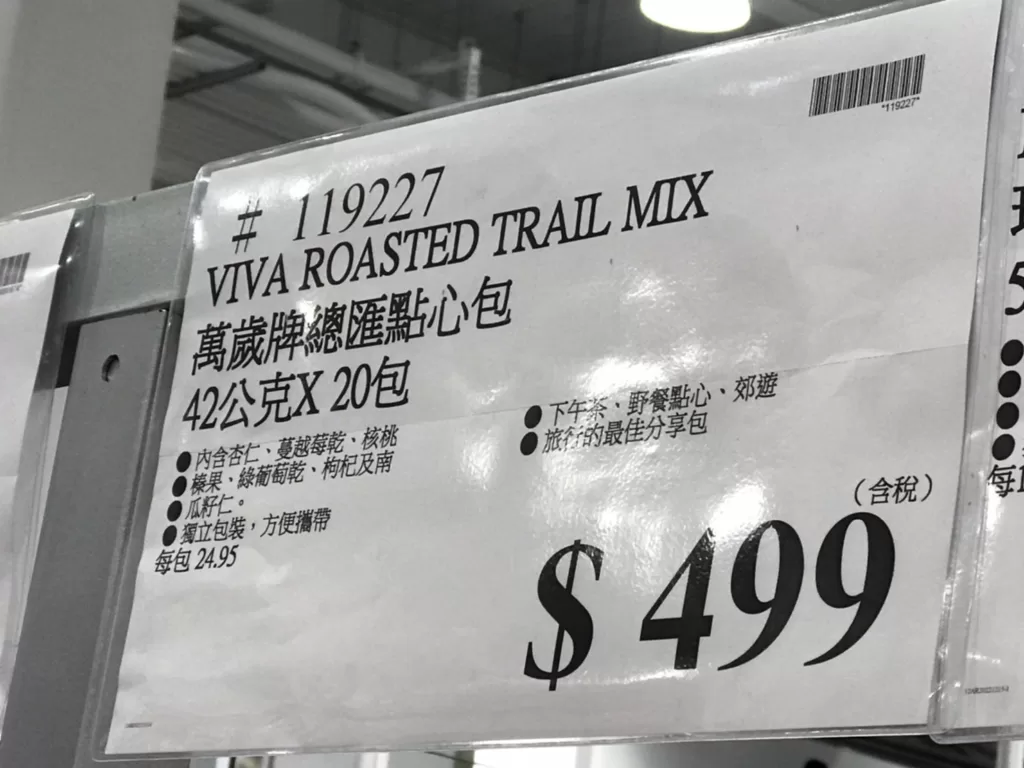 *119227*
# 119227
VIVA ROASTED TRAIL MIX
萬歲牌總匯點心包
42公克X 20包
●內含杏仁、蔓越莓乾、核桃
●榛果、綠葡萄乾、枸杞及南
●瓜籽仁。
●獨立包裝，方便攜帶
每包 24.95
●下午茶、野餐點心、郊遊
●旅行的最佳分享包
（含稅）
$ 499
5
每